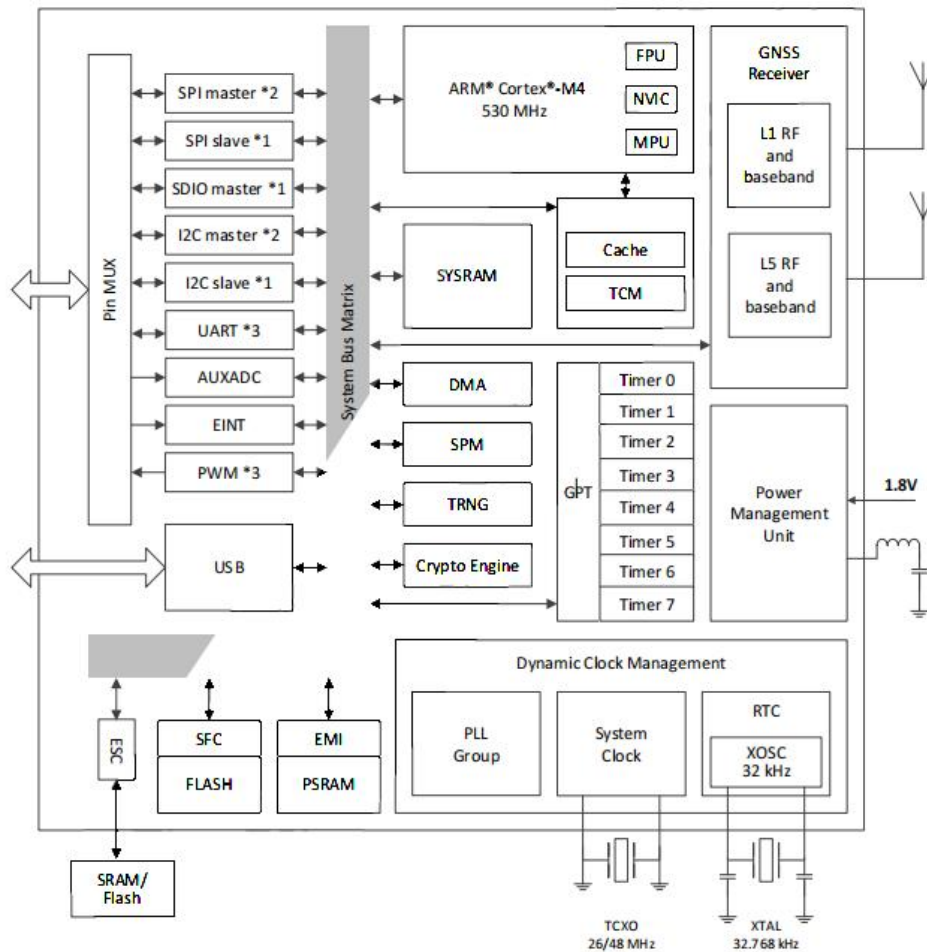 Pin MUX
SPI master *2
SPI slave *1
SDIO master *1
I2C master *2
I2C slave *1
UART *3
AUXADC
EINT
PWM *3
USB
System Bus Matrix
ARM® Cortex®-M4
530 MHz
FPU
NVIC
MPU
SYSRAM
Cache
TCM
DMA
SPM
TRNG
Crypto Engine
GPT
Timer 0
Timer 1
Timer 2
Timer 3
Timer 4
Timer 5
Timer 6
Timer 7
GNSS
Receiver
L1 RF
and
baseband
L5 RF
and
baseband
Power
Management
Unit
1.8V
ESC
SFC
FLASH
EMI
PSRAM
SRAM/
Flash
Dynamic Clock Management
PLL
Group
System
Clock
RTC
XOSC
32 kHz
TCXO
26/48 MHz
XTAL
32.768 kHz